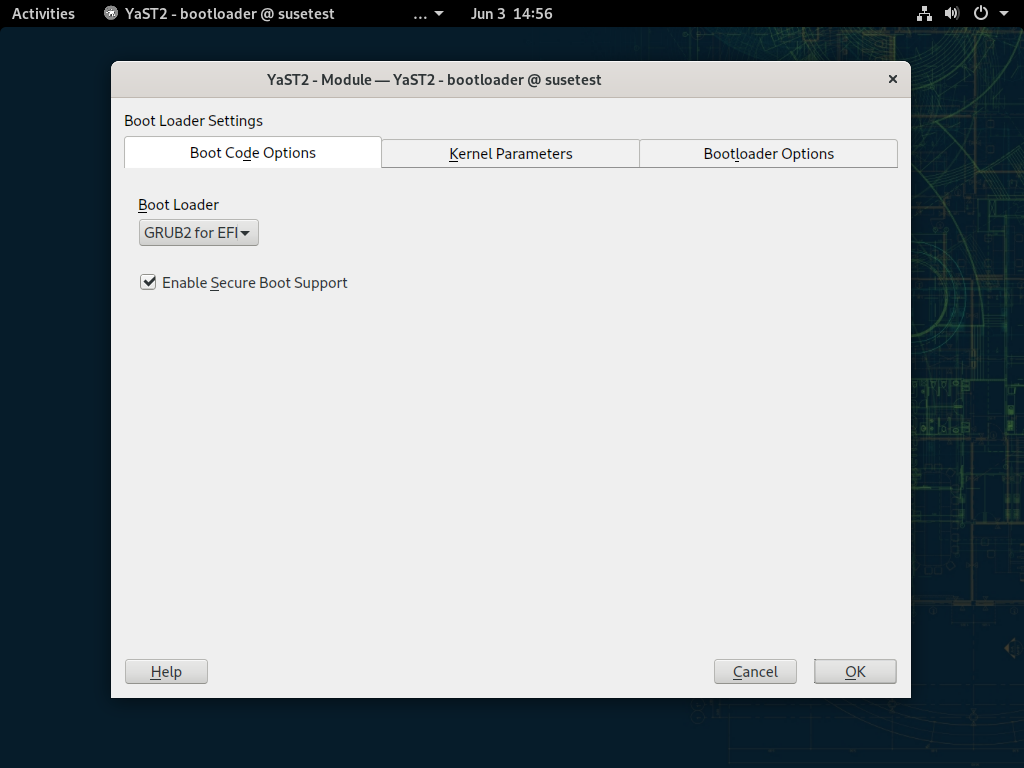 Activities YaST2 - bootloader @ susetest ... Jun 3 14:56
YaST2 - Module — YaST2 - bootloader @ susetest
Boot Loader Settings
Boot Code Options Kernel Parameters Bootloader Options
Boot Loader
GRUB2 for EFI
Enable Secure Boot Support
Help Cancel OK